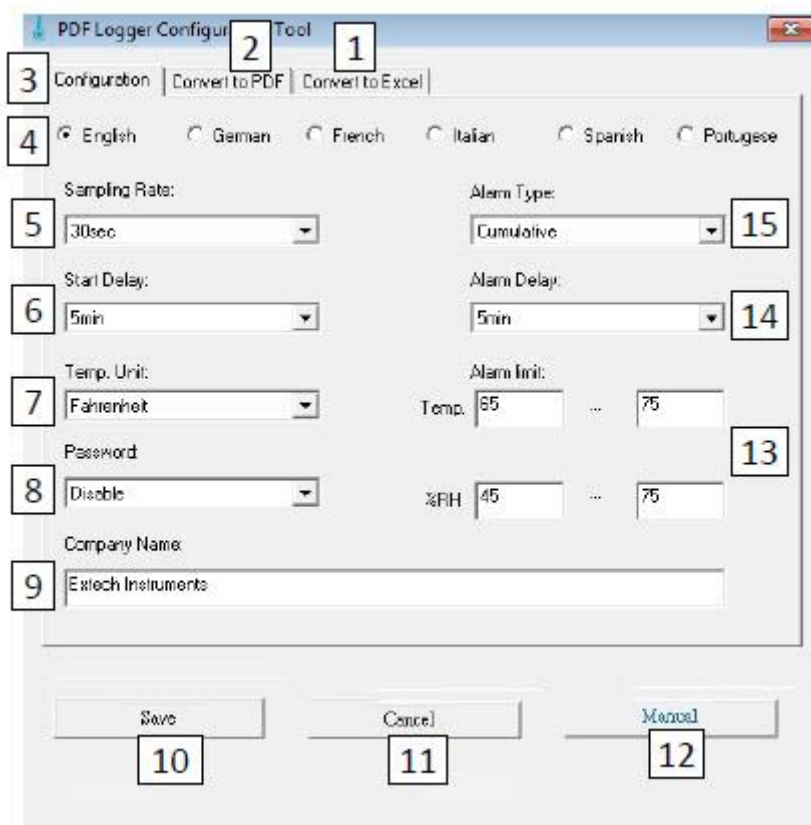 PDF Logger Configur Tool
2
1
3 Configuration Convert to PDF Convert to Excel
4 English German French Italian Spanish Portugese
Sampling Rate: Alarm Type:
5 30sec Cumulative 15
Start Delay: Alarm Delay:
6 5min 5min 14
Temp. Unit: Alarm limit:
7 Fahrenheit Temp. 65 ... 75
Password: 13
8 Disable %RH 45 ... 75
Company Name:
9 Extech Instruments
Save Cancel Manual
10 11 12